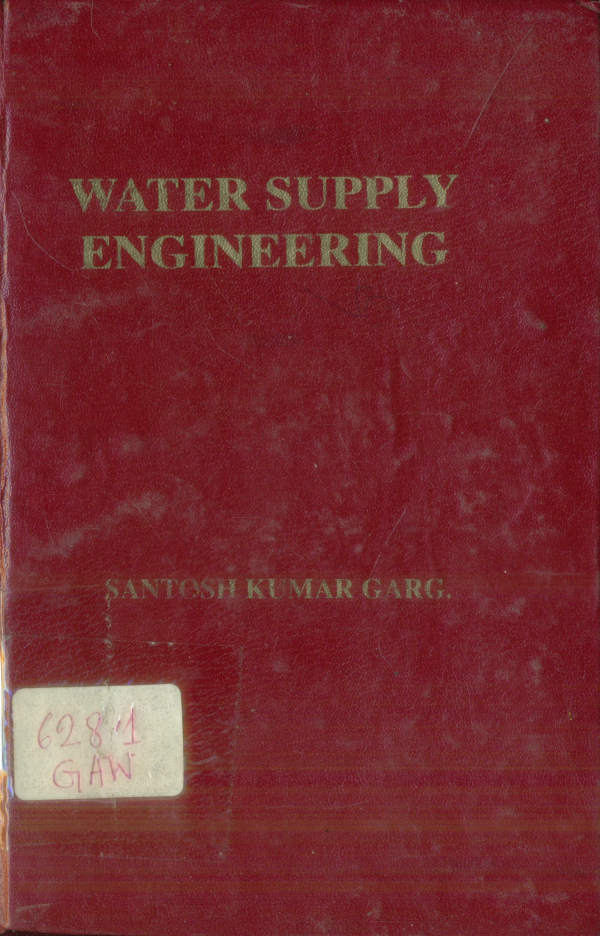 WATER SUPPLY
ENGINEERING
SANTOSH KUMAR GARG.
628.1
GAW